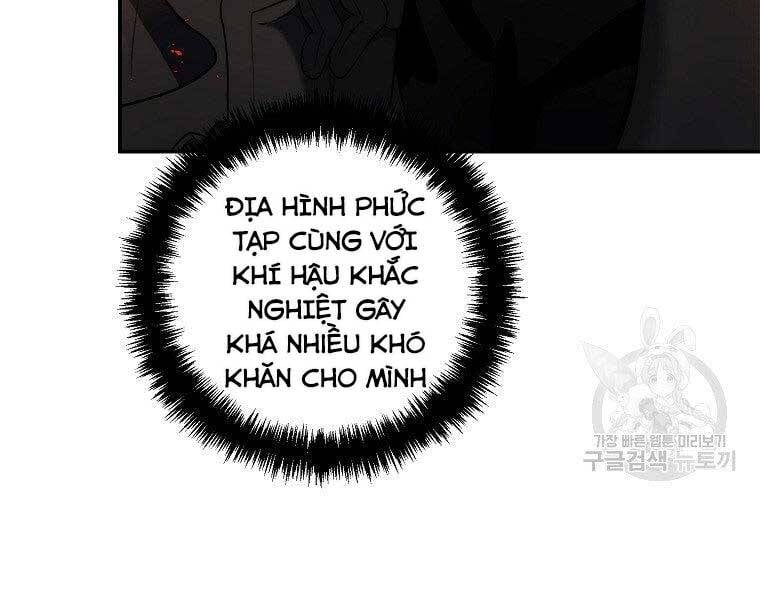 ĐỊA HÌNH PHỨC
TẠP CÙNG VỚI
KHÍ HẬU KHẮC
NGHIỆT GÂY
KHÁ NHIỀU KHÓ
KHĂN CHO MÌNH
가장 빠른 웹툰 미리보기
구글검색 뉴토끼